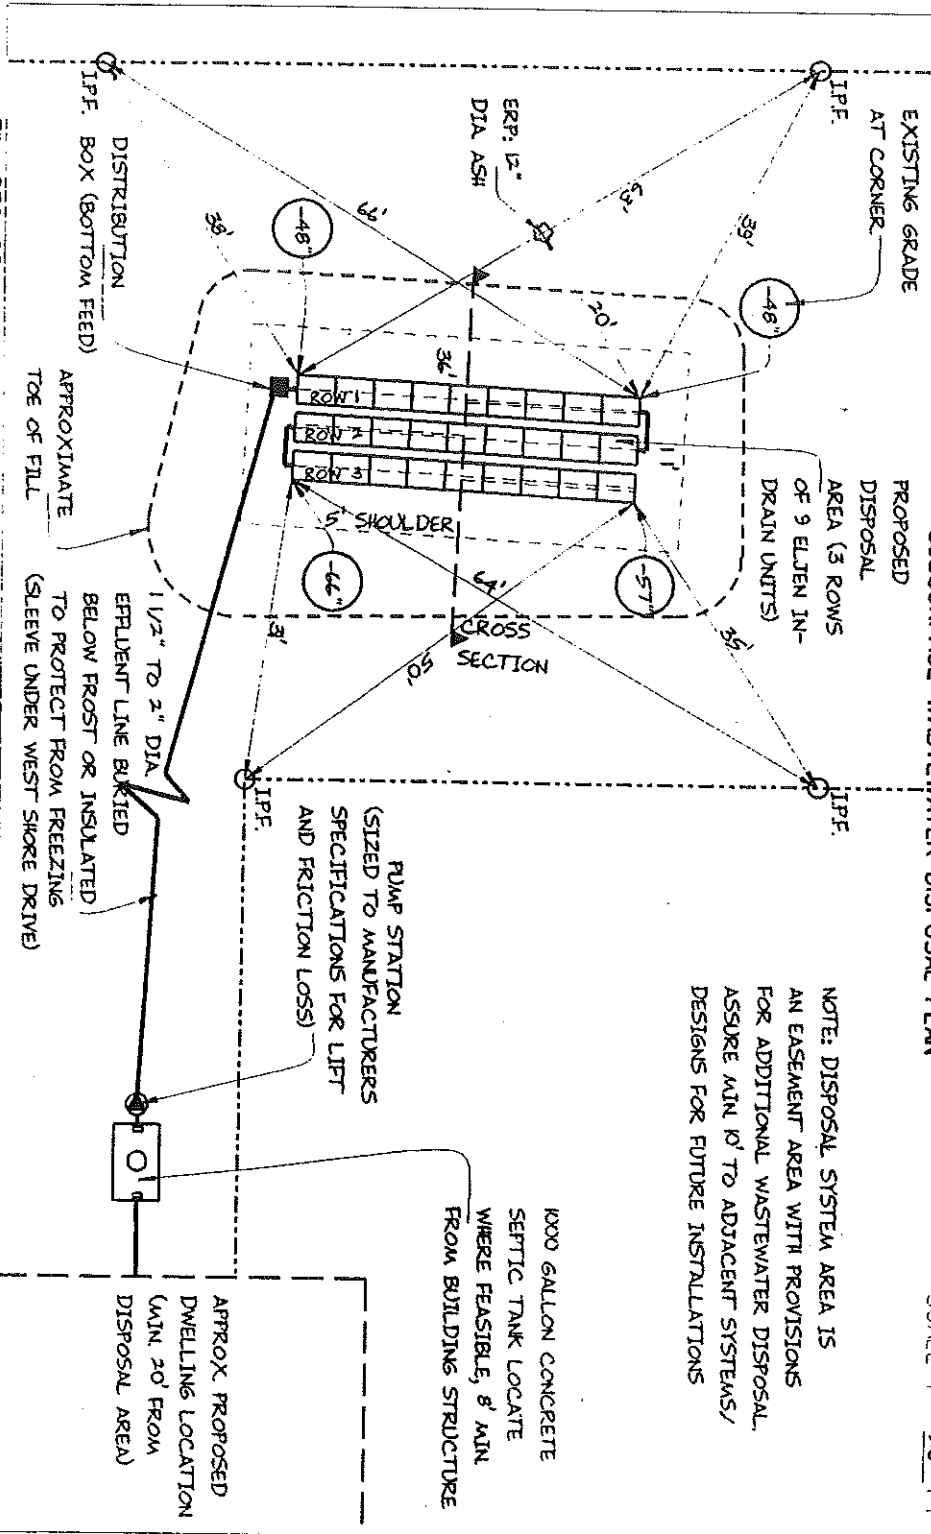 WASTEWATER DISPOSAL PLAN
EXISTING GRADE
AT CORNER
I.P.F.
I.P.F.
ERP: 12"
DIA ASH
63'
39'
66'
38'
-48"
-48"
20'
36'
11'
ROW 1
ROW 2
ROW 3
5' SHOULDER
-66"
-57"
PROPOSED
DISPOSAL
AREA (3 ROWS
OF 9 ELJEN IN-
DRAIN UNITS)
DISTRIBUTION
BOX (BOTTOM FEED)
APPROXIMATE
TOE OF FILL
CROSS
SECTION
64'
50'
35'
31'
I.P.F.
I.P.F.
1 1/2" TO 2" DIA.
EFFLUENT LINE BURIED
BELOW FROST OR INSULATED
TO PROTECT FROM FREEZING
(SLEEVE UNDER WEST SHORE DRIVE)
PUMP STATION
(SIZED TO MANUFACTURERS
SPECIFICATIONS FOR LIFT
AND FRICTION LOSS)
NOTE: DISPOSAL SYSTEM AREA IS
AN EASEMENT AREA WITH PROVISIONS
FOR ADDITIONAL WASTEWATER DISPOSAL.
ASSURE MIN 10' TO ADJACENT SYSTEMS/
DESIGNS FOR FUTURE INSTALLATIONS
1000 GALLON CONCRETE
SEPTIC TANK LOCATE
WHERE FEASIBLE, 8' MIN.
FROM BUILDING STRUCTURE
APPROX. PROPOSED
DWELLING LOCATION
(MIN. 20' FROM
DISPOSAL AREA)